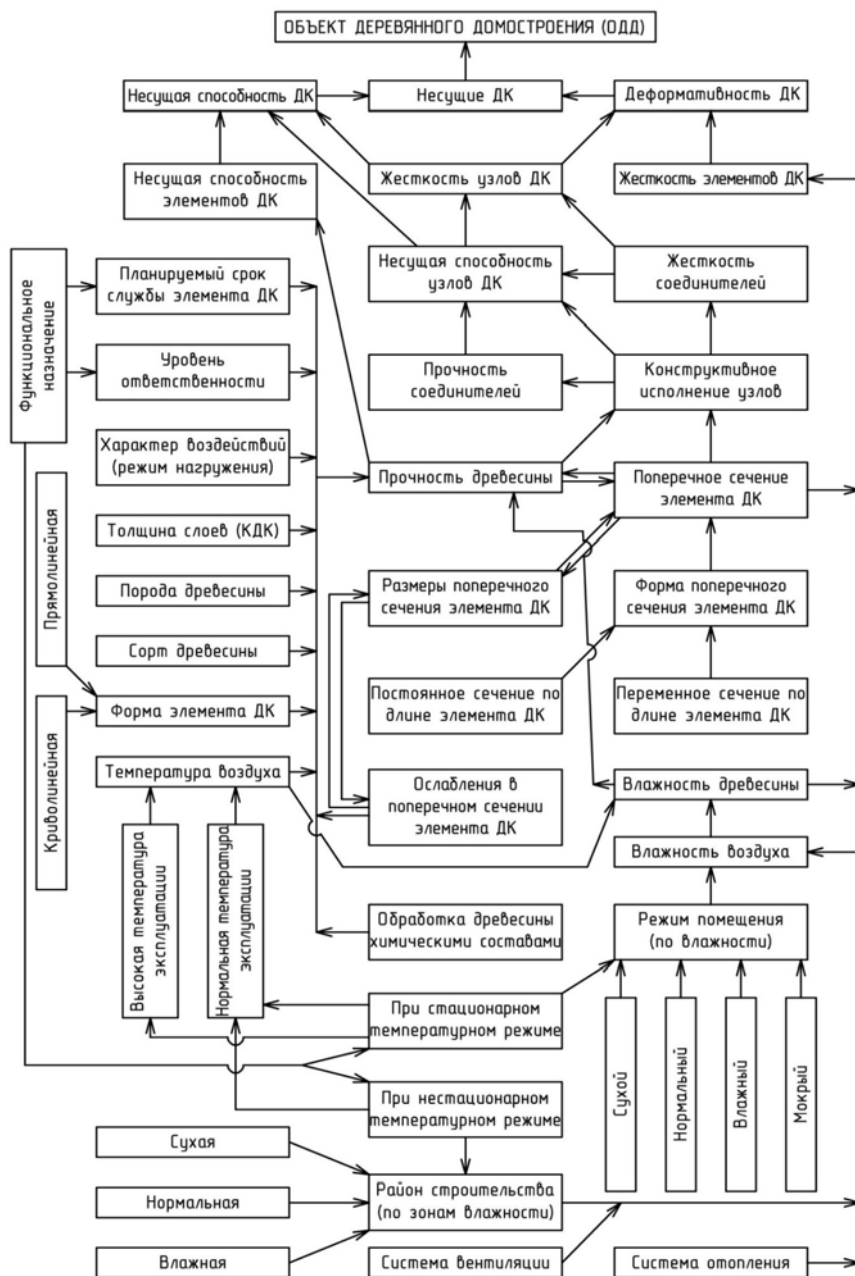 ОБЪЕКТ ДЕРЕВЯННОГО ДОМОСТРОЕНИЯ (ОДД)
Несущая способность ДК
Несущие ДК
Деформативность ДК
Несущая способность
элементов ДК
Жесткость узлов ДК
Жесткость элементов ДК
Функциональное
назначение
Планируемый срок
службы элемента ДК
Несущая способность
узлов ДК
Жесткость
соединителей
Уровень
ответственности
Прочность
соединителей
Конструктивное
исполнение узлов
Характер воздействий
(режим нагружения)
Прочность древесины
Поперечное сечение
элемента ДК
Прямолинейная
Толщина слоев (КДК)
Порода древесины
Размеры поперечного
сечения элемента ДК
Форма поперечного
сечения элемента ДК
Сорт древесины
Постоянное сечение по
длине элемента ДК
Переменное сечение по
длине элемента ДК
Криволинейная
Форма элемента ДК
Температура воздуха
Ослабления в
поперечном сечении
элемента ДК
Влажность древесины
Влажность воздуха
Высокая температура
эксплуатации
Нормальная температура
эксплуатации
Обработка древесины
химическими составами
Режим помещения
(по влажности)
При стационарном
температурном режиме
Сухой
Нормальный
Влажный
Мокрый
При нестационарном
температурном режиме
Сухая
Нормальная
Район строительства
(по зонам влажности)
Влажная
Система вентиляции
Система отопления